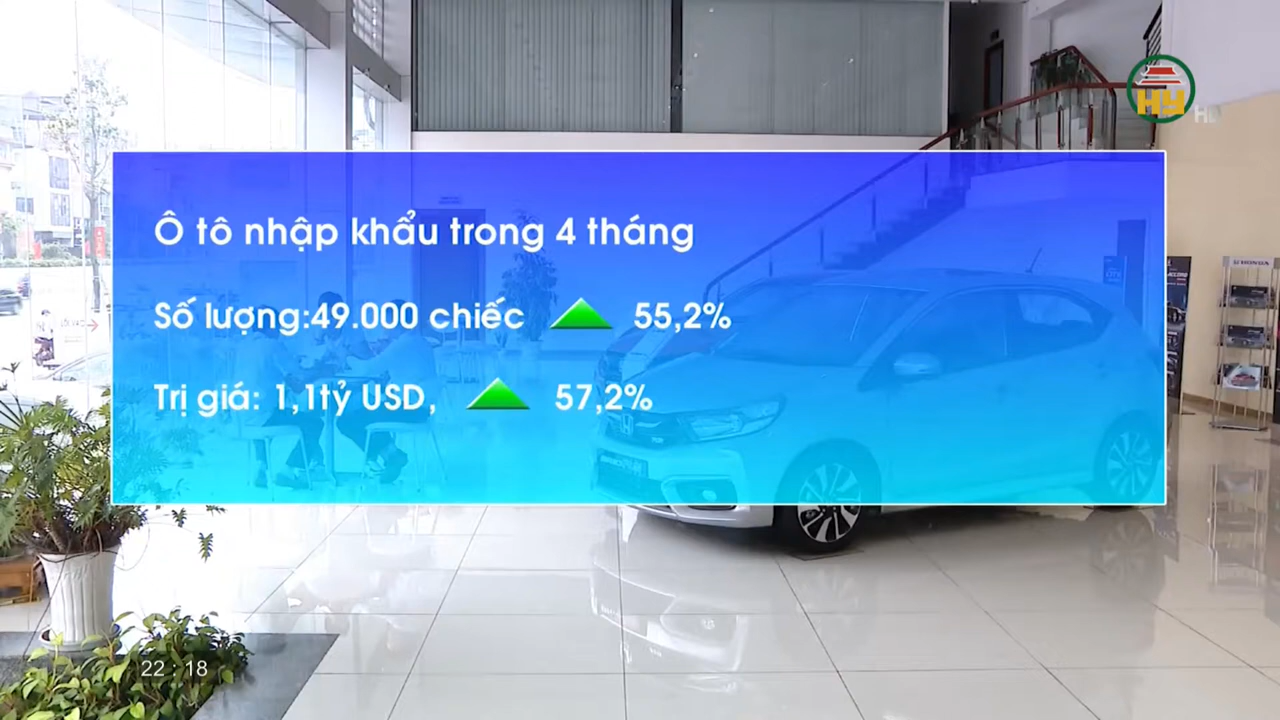 HY
Ô tô nhập khẩu trong 4 tháng
Số lượng:49.000 chiếc 55,2%
Trị giá: 1,1tỷ USD, 57,2%
HONDA
22 : 18